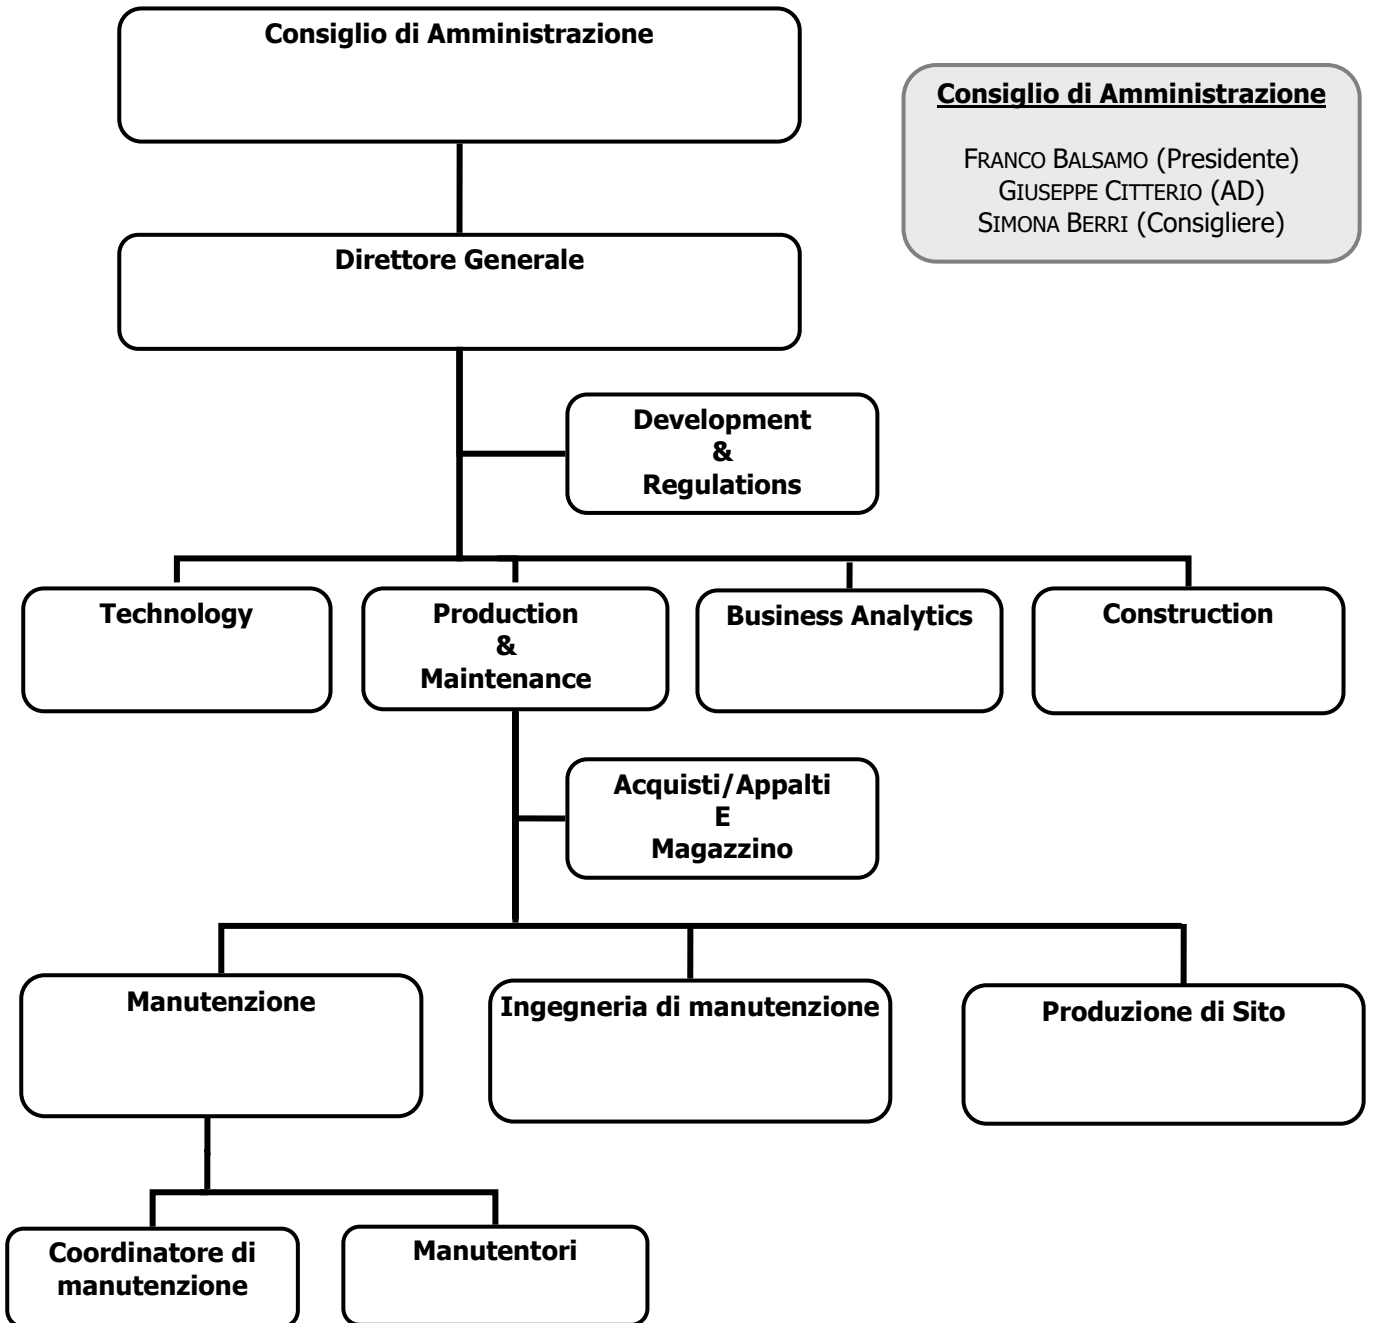 Consiglio di Amministrazione
Consiglio di Amministrazione
FRANCO BALSAMO (Presidente)
GIUSEPPE CITTERIO (AD)
SIMONA BERRI (Consigliere)
Direttore Generale
Development
&
Regulations
Technology
Production
&
Maintenance
Business Analytics
Construction
Acquisti/Appalti
E
Magazzino
Manutenzione
Ingegneria di manutenzione
Produzione di Sito
Coordinatore di
manutenzione
Manutentori